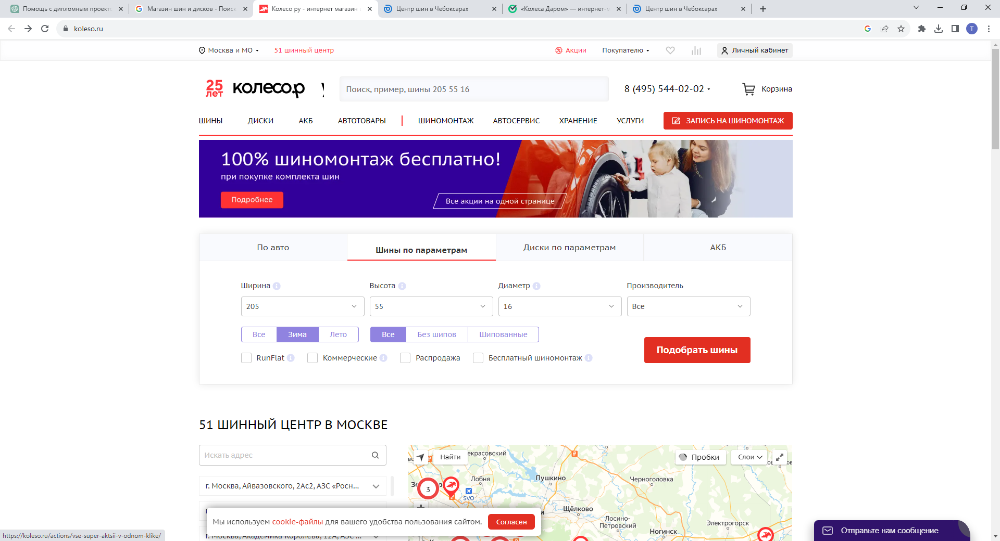 Помощь с дипломным проекто
Магазин шин и дисков - Поиск
Колесо ру - интернет магазин
Центр шин в Чебоксарах
«Колеса Даром» — интернет-м
Центр шин в Чебоксарах
koleso.ru
T
Москва и МО
51 шинный центр
Акции
Покупателю
Личный кабинет
25 лет
колесо.р у
Поиск, пример, шины 205 55 16
8 (495) 544-02-02
Корзина
ШИНЫ
ДИСКИ
АКБ
АВТОТОВАРЫ
ШИНОМОНТАЖ
АВТОСЕРВИС
ХРАНЕНИЕ
УСЛУГИ
ЗАПИСЬ НА ШИНОМОНТАЖ
100% шиномонтаж бесплатно!
при покупке комплекта шин
Подробнее
Все акции на одной странице
По авто
Шины по параметрам
Диски по параметрам
АКБ
Ширина
Высота
Диаметр
Производитель
205
55
16
Все
Все
Зима
Лето
Все
Без шипов
Шипованные
Подобрать шины
RunFlat
Коммерческие
Распродажа
Бесплатный шиномонтаж
51 ШИННЫЙ ЦЕНТР В МОСКВЕ
Искать адрес
Найти
екрасовский
Пробки
Слои
г. Москва, Айвазовского, 2Ас2, АЗС «Росн...
Лобня
Пушкино
Черноголовка
3
SVO
Щёлково
Лосино-
Петровский
Электрогорск
Ногинск
Мы используем cookie-файлы для вашего удобства пользования сайтом.
Согласен
г. Москва, Академика Королева, 12А, АЗС ...
Отправьте нам сообщение
https://koleso.ru/actions/vse-super-aktsii-v-odnom-klike/